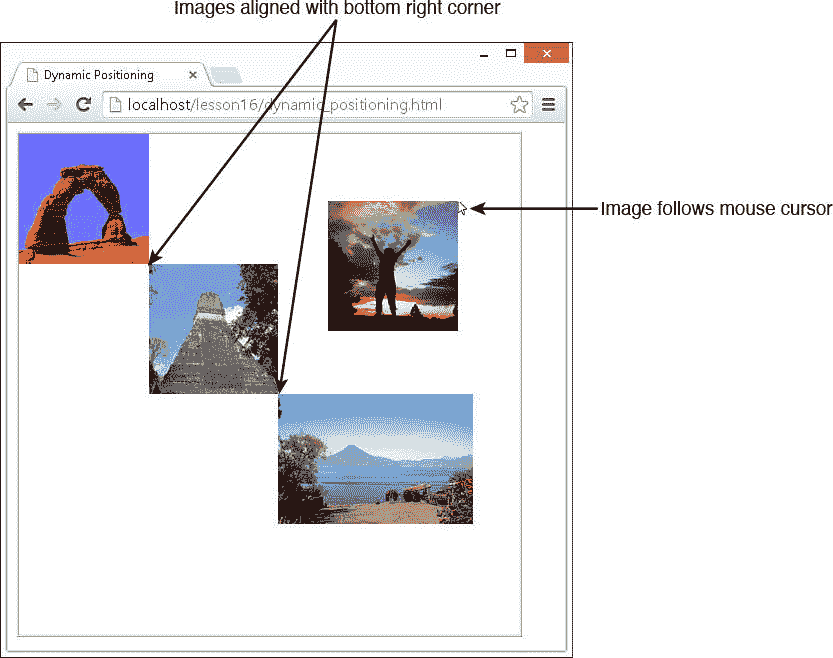 Images aligned with bottom right corner
Dynamic Positioning
localhost/lesson16/dynamic_positioning.html
Image follows mouse cursor